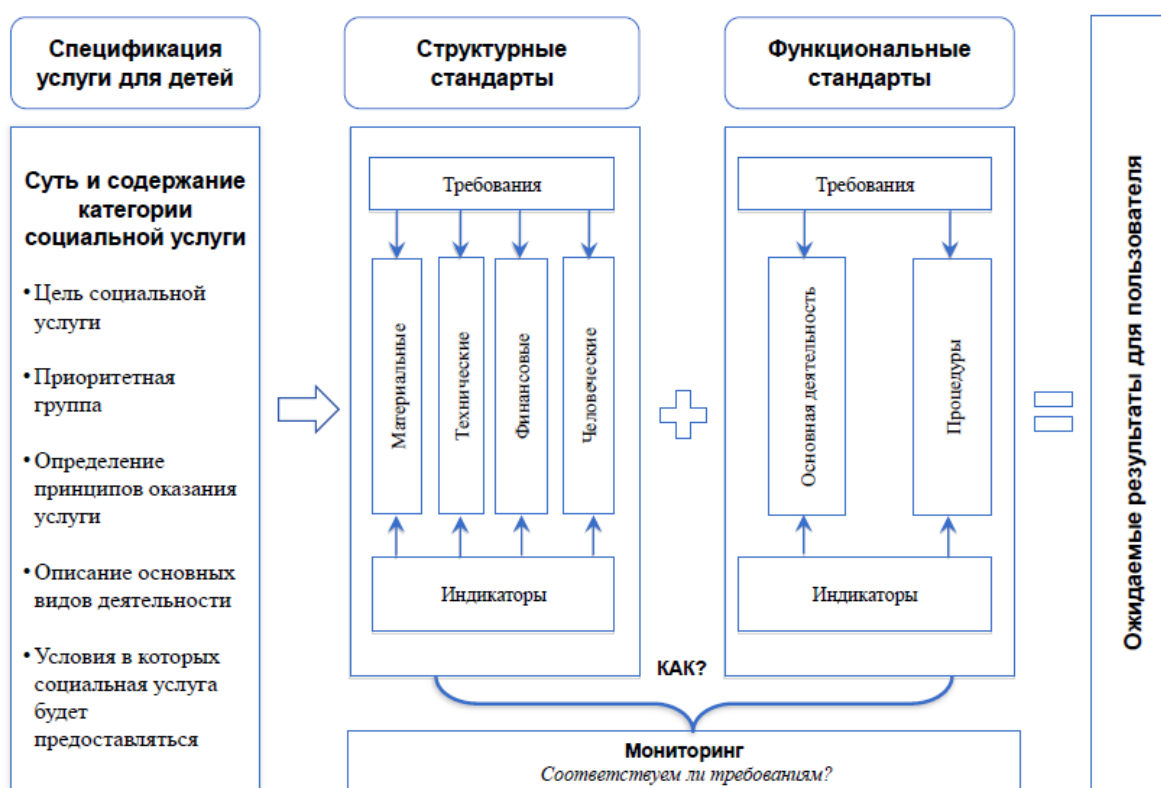 Спецификация
услуги для детей
Суть и содержание
категории
социальной услуги
• Цель социальной
услуги
• Приоритетная
группа
• Определение
принципов оказания
услуги
• Описание основных
видов деятельности
• Условия в которых
социальная услуга
будет
предоставляться
Структурные
стандарты
Требования
Материальные
Технические
Финансовые
Человеческие
Индикаторы
Функциональные
стандарты
Требования
Основная деятельность
Процедуры
Индикаторы
КАК?
Мониторинг
Соответствуем ли требованиям?
Ожидаемые результаты для пользователя